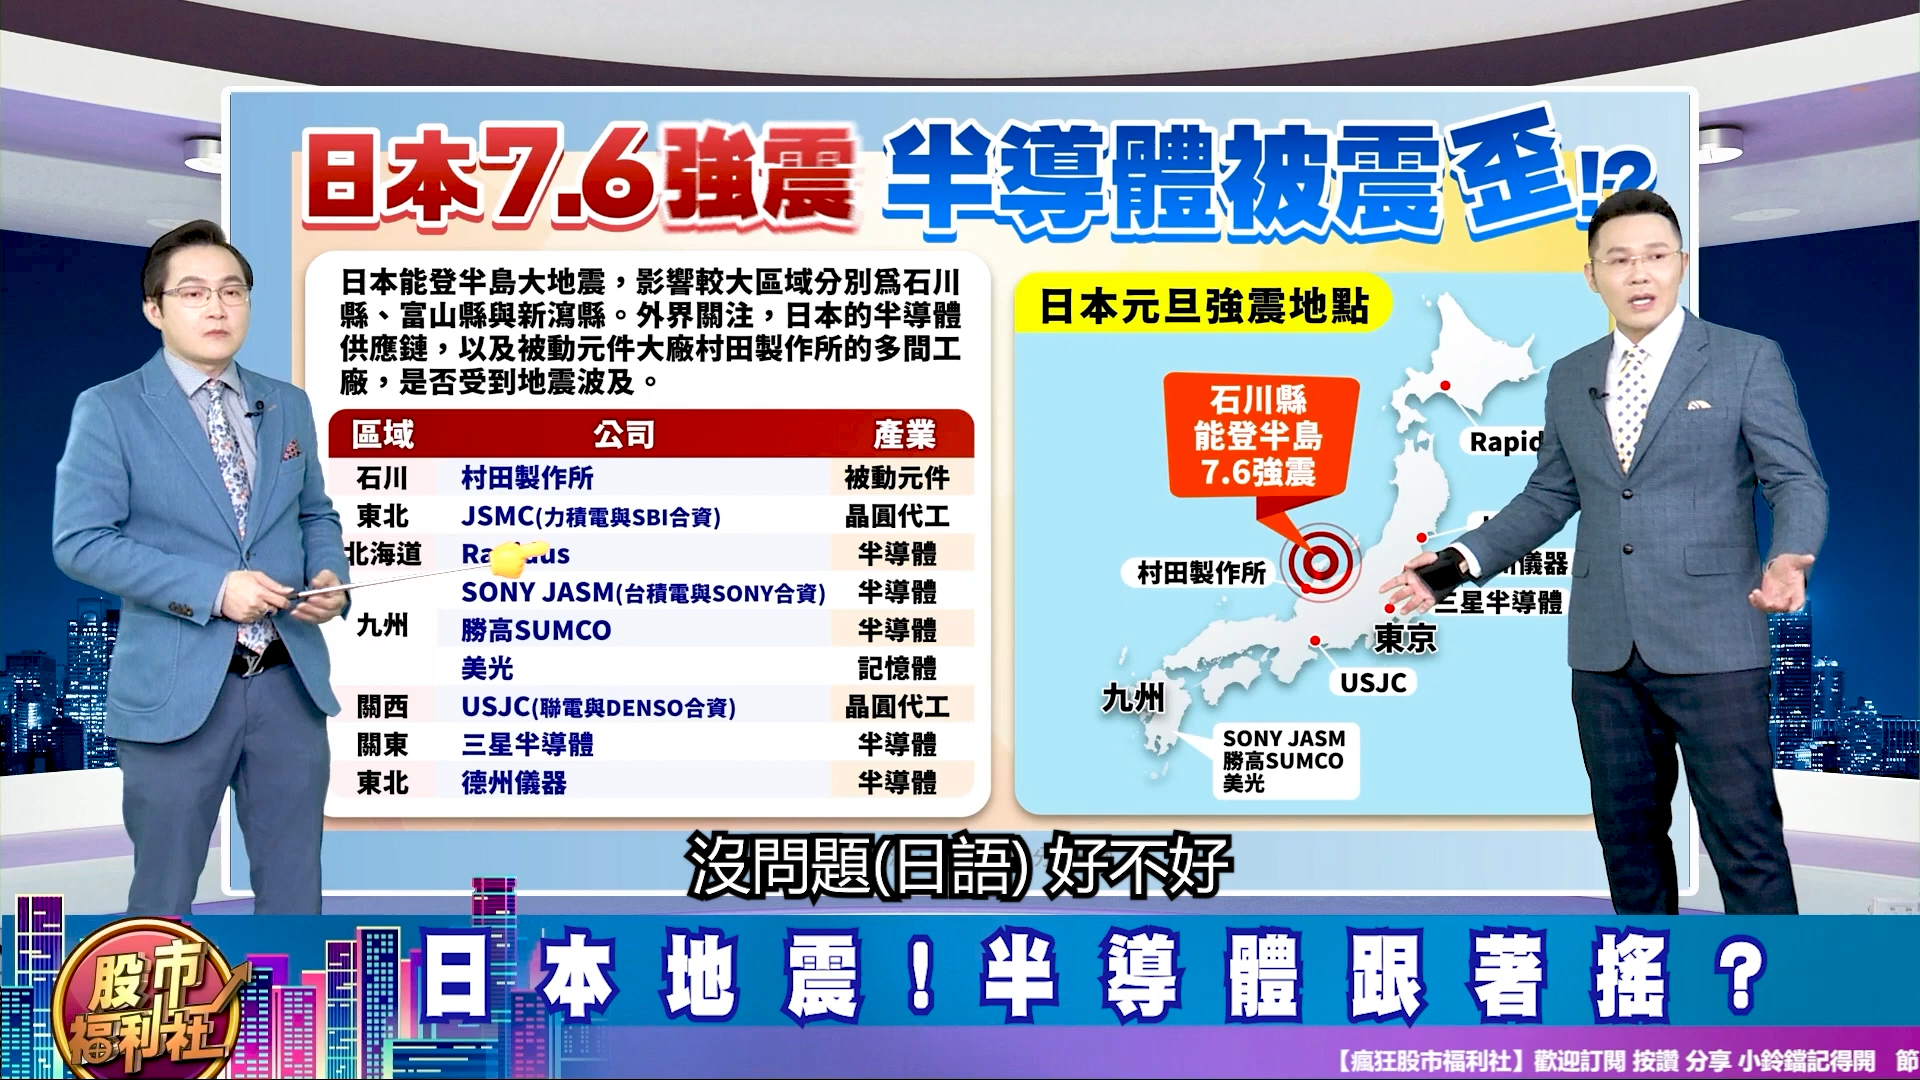 日本7.6強震 半導體被震歪!?
日本能登半島大地震，影響較大區域分別為石川
縣、富山縣與新瀉縣。外界關注，日本的半導體
供應鏈，以及被動元件大廠村田製作所的多間工
廠，是否受到地震波及。
區域 公司 產業
石川 村田製作所 被動元件
東北 JSMC(力積電與SBI合資) 晶圓代工
北海道 半導體
SONY JASM(台積電與SONY合資) 半導體
九州 勝高SUMCO 半導體
美光 記憶體
關西 USJC(聯電與DENSO合資) 晶圓代工
關東 三星半導體 半導體
東北 德州儀器 半導體
日本元旦強震地點
石川縣
能登半島
7.6強震
Rapid
村田製作所
儀器
三星半導體
東京
USJC
九州
SONY JASM
勝高SUMCO
美光
沒問題(日語) 好不好
日本地震!半導體跟著搖?
股市
福利社
【瘋狂股市福利社】歡迎訂閱 按讚 分享 小鈴鐺記得開 節